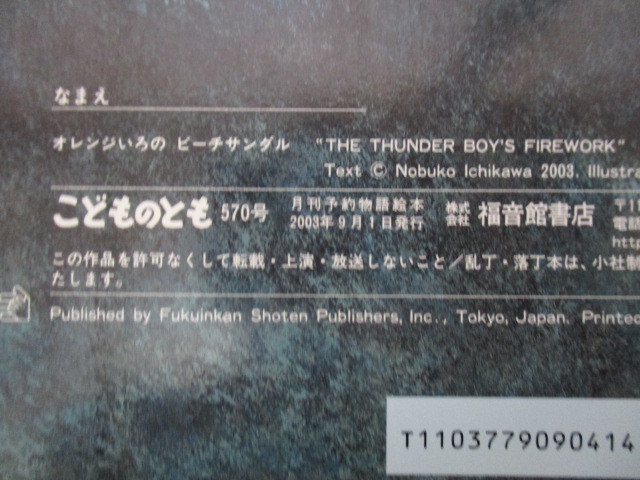 なまえ
オレンジいろの ビーチサンダル "THE THUNDER BOY'S FIREWORK"
Text © Nobuko Ichikawa 2003. Illustra
こどものとも 570号 月刊予約物語絵本 2003年9月1日発行 株式会社 福音館書店 〒11
電話
htt
この作品を許可なくして転載・上演・放送しないこと/乱丁・落丁本は、小社制
たします。
Published by Fukuinkan Shoten Publishers, Inc., Tokyo, Japan. Printed
T1103779090414